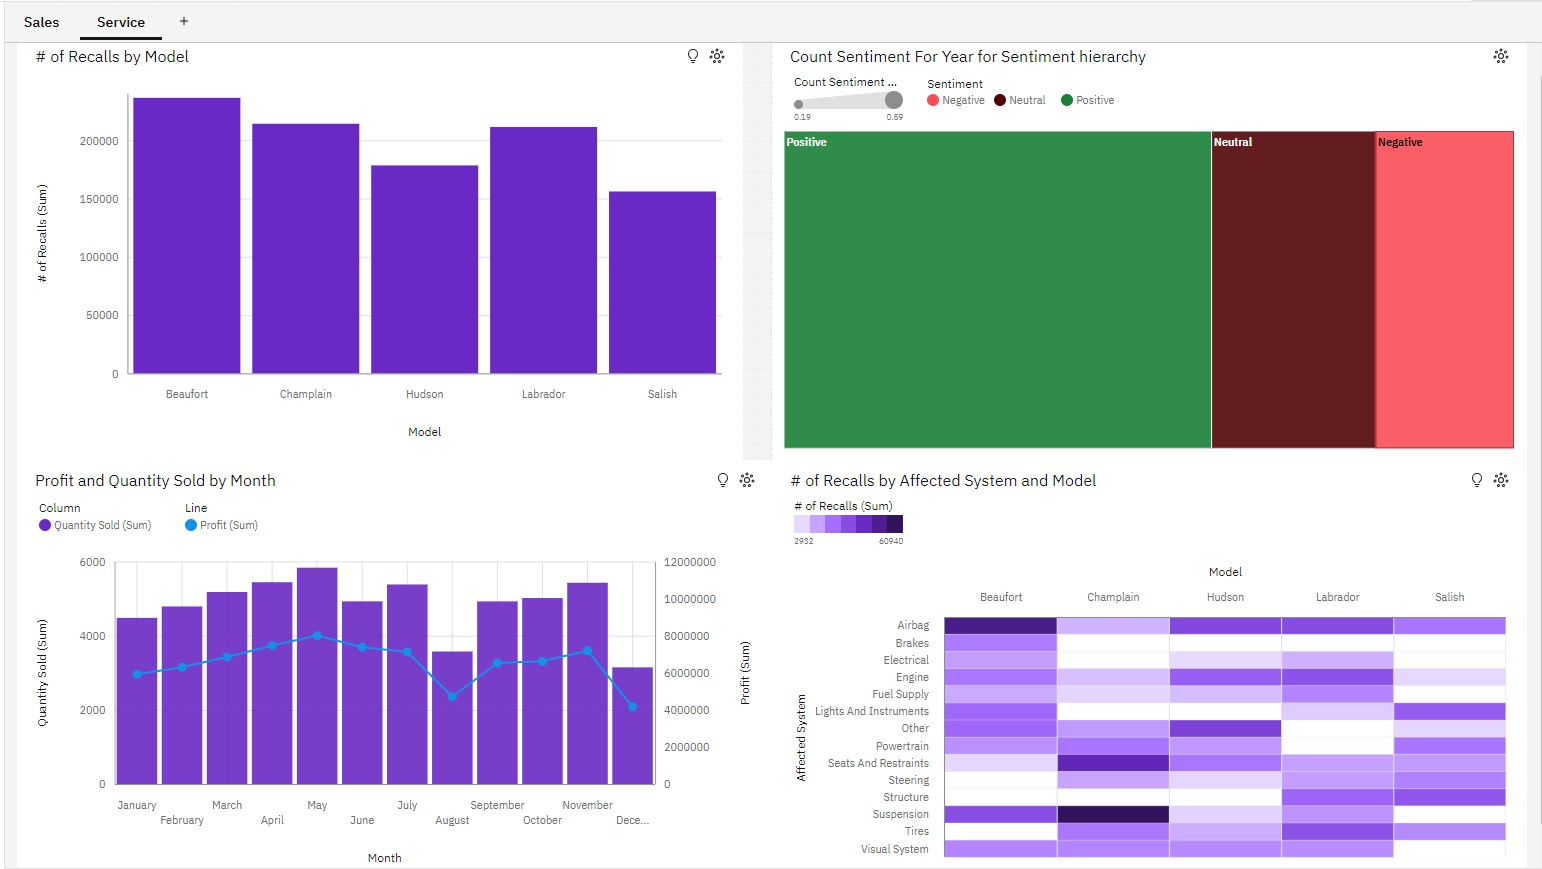 Sales Service +
# of Recalls by Model
# of Recalls (Sum)
200000
150000
100000
50000
0
Beaufort Champlain Hudson Labrador Salish
Model
Count Sentiment For Year for Sentiment hierarchy
Count Sentiment ... Sentiment
Negative Neutral Positive
0.19 0.59
Positive Neutral Negative
Profit and Quantity Sold by Month
Column Line
Quantity Sold (Sum) Profit (Sum)
Quantity Sold (Sum)
6000
4000
2000
0
12000000
10000000
8000000
6000000
4000000
2000000
0
Profit (Sum)
January March May July September November
February April June August October Dece...
Month
# of Recalls by Affected System and Model
# of Recalls (Sum)
2932 60940
Model
Beaufort Champlain Hudson Labrador Salish
Affected System
Airbag
Brakes
Electrical
Engine
Fuel Supply
Lights And Instruments
Other
Powertrain
Seats And Restraints
Steering
Structure
Suspension
Tires
Visual System